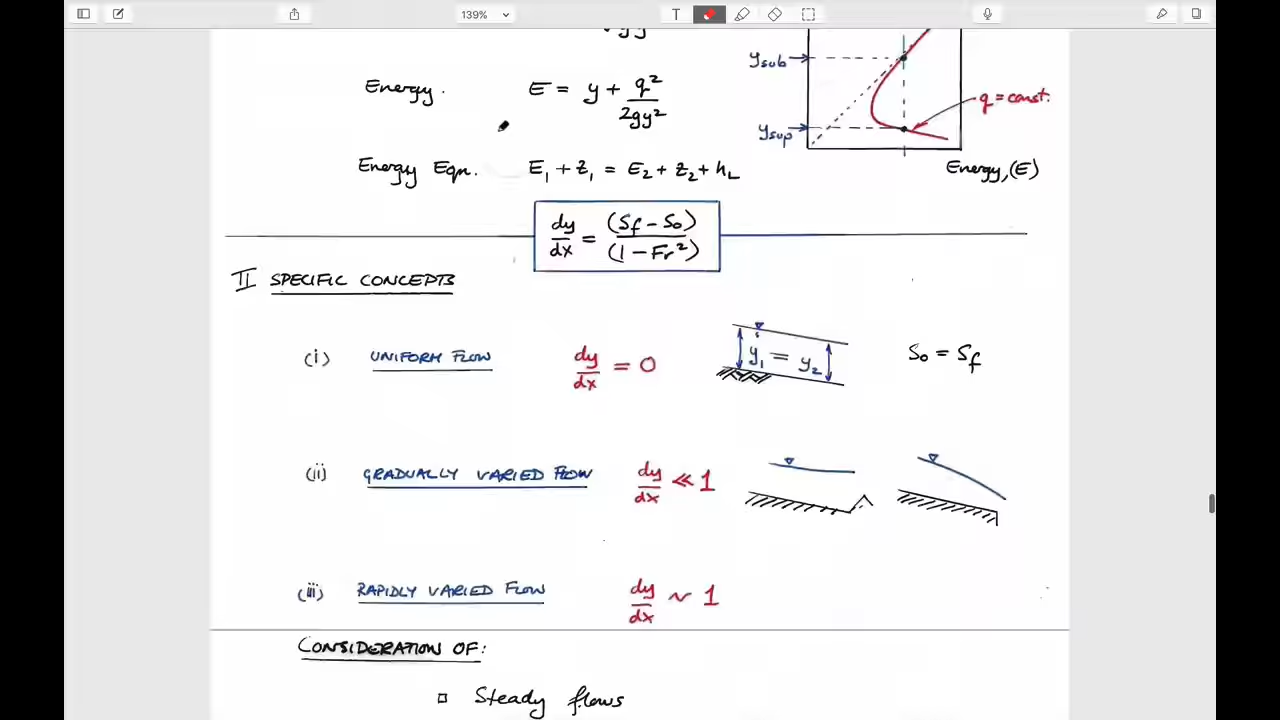 139%
T
ysub
Energy. E = y + q²/2gy²
q = const.
ysup
Energy Eqn. E₁ + z₁ = E₂ + z₂ + hL
Energy, (E)
dy/dx = (Sf - So)/(1 - Fr²)
II SPECIFIC CONCEPTS
(i) UNIFORM FLOW dy/dx = 0 y₁ = y₂ So = Sf
(ii) GRADUALLY VARIED FLOW dy/dx ≪ 1
(iii) RAPIDLY VARIED FLOW dy/dx ~ 1
CONSIDERATION OF:
□ Steady flows